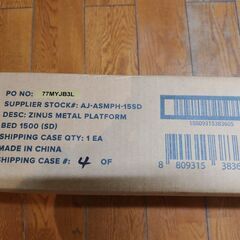 PO NO: 77MYJB3L
SUPPLIER STOCK#: AJ-ASMPH-15SD
DESC: ZINUS METAL PLATFORM
BED 1500 (SD)
SHIPPING CASE QTY: 1 EA
MADE IN CHINA
SHIPPING CASE #: 4 OF
8 809315